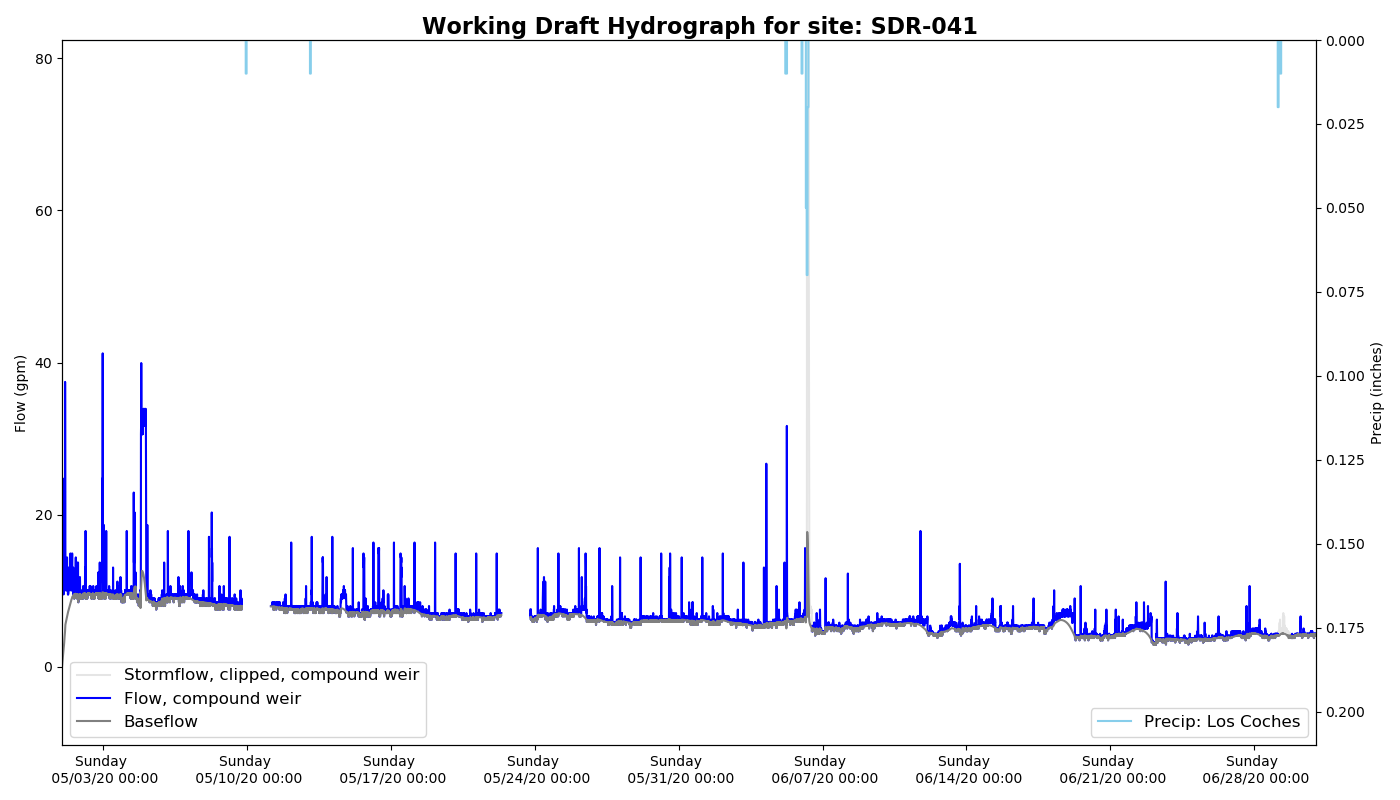 Working Draft Hydrograph for site: SDR-041
80
60
40
20
0
Flow (gpm)
0.000
0.025
0.050
0.075
0.100
0.125
0.150
0.175
0.200
Precip (inches)
Stormflow, clipped, compound weir
Flow, compound weir
Baseflow
Precip: Los Coches
Sunday
05/03/20 00:00
Sunday
05/10/20 00:00
Sunday
05/17/20 00:00
Sunday
05/24/20 00:00
Sunday
05/31/20 00:00
Sunday
06/07/20 00:00
Sunday
06/14/20 00:00
Sunday
06/21/20 00:00
Sunday
06/28/20 00:00